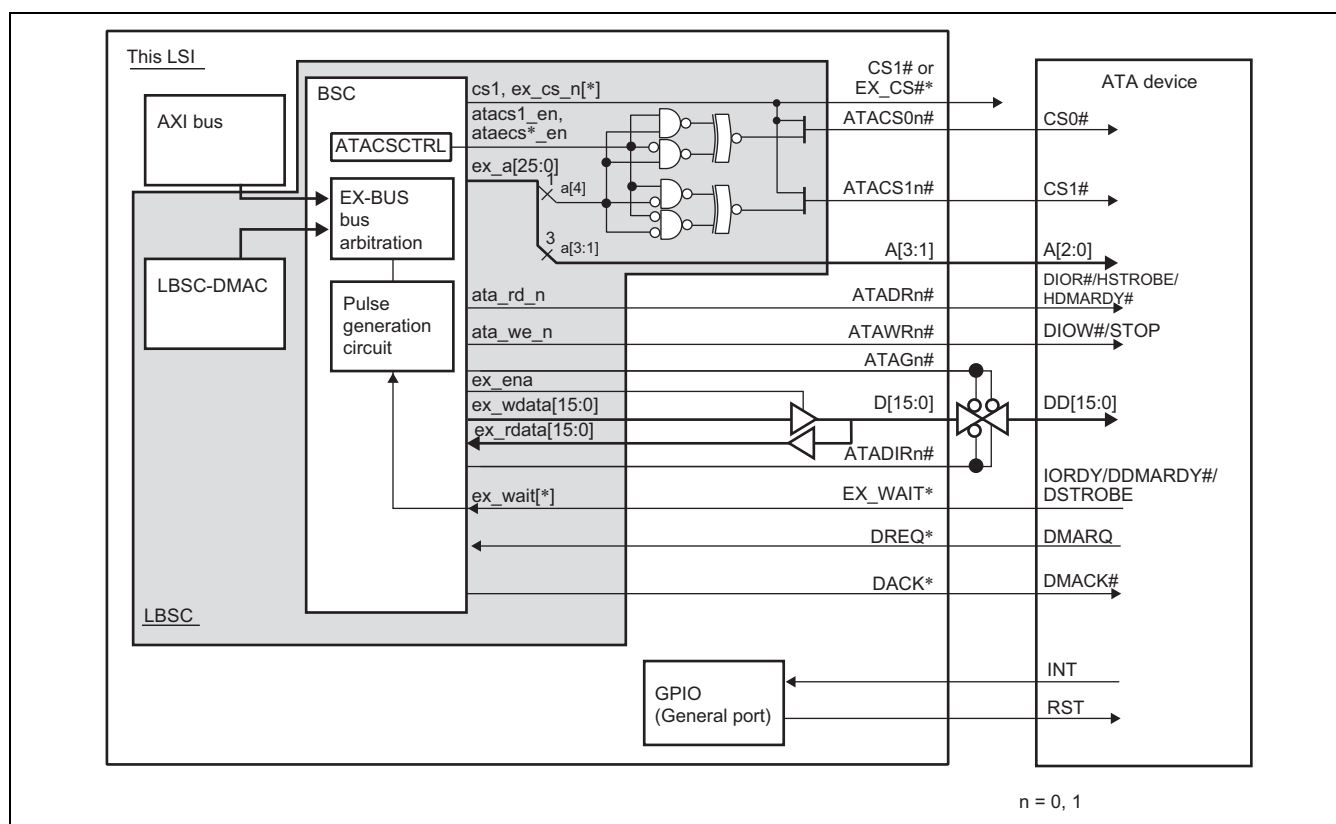 This LSI
AXI bus
LBSC-DMAC
LBSC
BSC
ATACSCTRL
EX-BUS
bus
arbitration
Pulse
generation
circuit
cs1, ex_cs_n[*]
atacs1_en,
ataecs*_en
ex_a[25:0]
1
a[4]
3
a[3:1]
ata_rd_n
ata_we_n
ex_ena
ex_wdata[15:0]
ex_rdata[15:0]
ex_wait[*]
CS1# or
EX_CS#*
ATACS0n#
ATACS1n#
A[3:1]
ATADRn#
ATAWRn#
ATAGn#
D[15:0]
ATADIRn#
EX_WAIT*
DREQ*
DACK*
GPIO
(General port)
ATA device
CS0#
CS1#
A[2:0]
DIOR#/HSTROBE/
HDMARDY#
DIOW#/STOP
DD[15:0]
IORDY/DDMARDY#/
DSTROBE
DMARQ
DMACK#
INT
RST
n = 0, 1